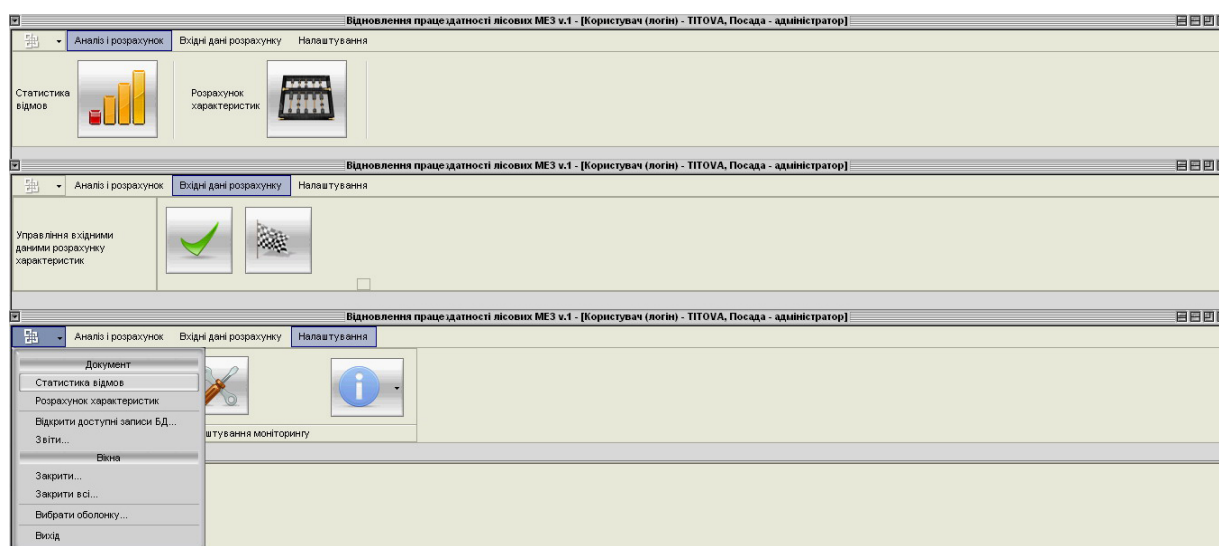 Відновлення працездатності лісових МЕЗ v.1 - [Користувач (логін) - TITOVA, Посада - адміністратор]
Аналіз і розрахунок Вхідні дані розрахунку Налаштування
Статистика
відмов
Розрахунок
характеристик
Відновлення працездатності лісових МЕЗ v.1 - [Користувач (логін) - TITOVA, Посада - адміністратор]
Аналіз і розрахунок Вхідні дані розрахунку Налаштування
Управління вхідними
даними розрахунку
характеристик
Відновлення працездатності лісових МЕЗ v.1 - [Користувач (логін) - TITOVA, Посада - адміністратор]
Аналіз і розрахунок Вхідні дані розрахунку Налаштування
Документ
Статистика відмов
Розрахунок характеристик
Відкрити доступні записи БД...
Звіти...
штування моніторингу
Вікна
Закрити...
Закрити всі...
Вибрати оболонку...
Вихід